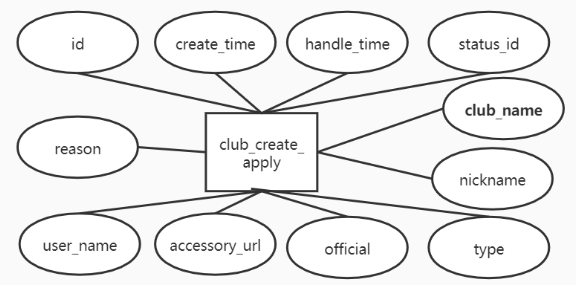 id
create_time
handle_time
status_id
club_name
reason
club_create_
apply
nickname
user_name
accessory_url
official
type